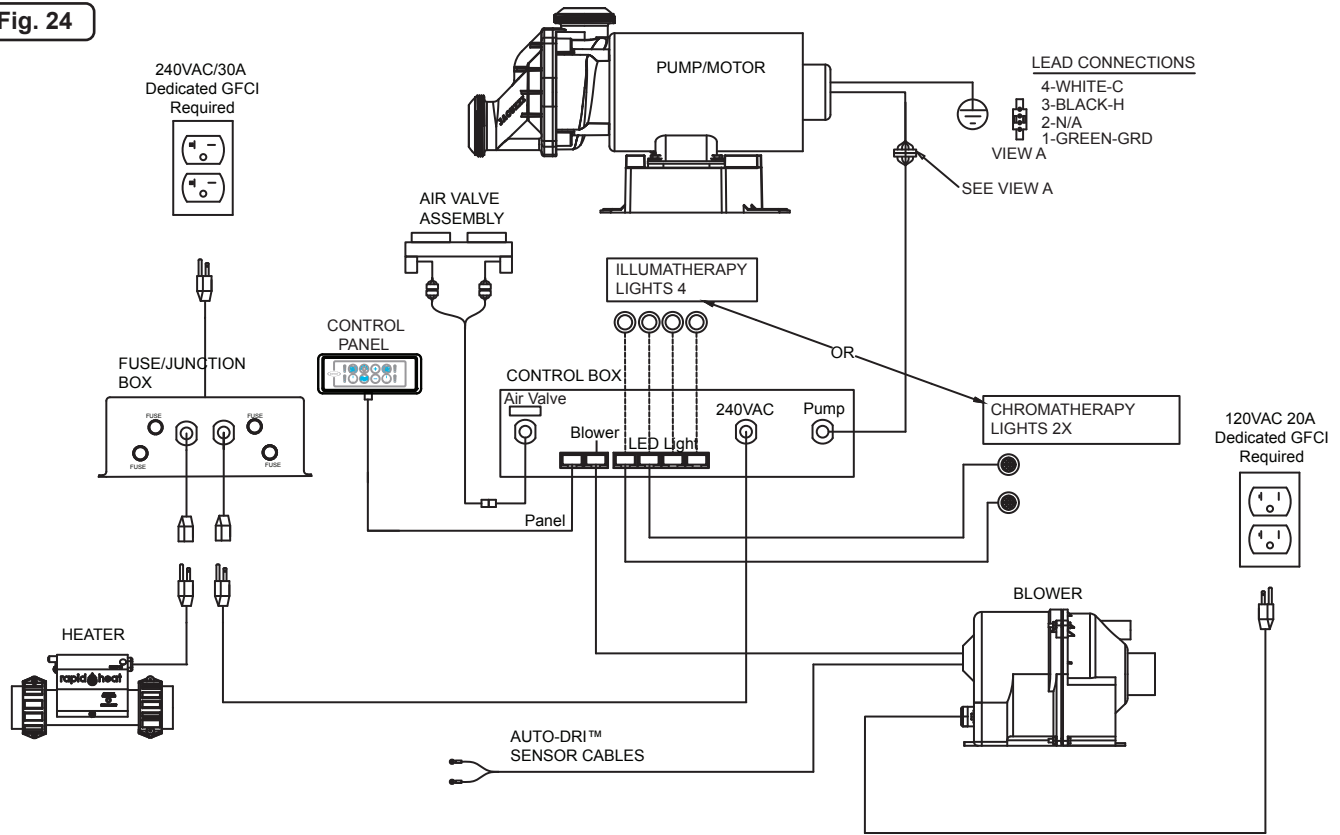 Fig. 24
240VAC/30A
Dedicated GFCI
Required
PUMP/MOTOR
LEAD CONNECTIONS
4-WHITE-C
3-BLACK-H
2-N/A
1-GREEN-GRD
VIEW A
SEE VIEW A
AIR VALVE
ASSEMBLY
ILLUMATHERAPY
LIGHTS 4
CONTROL
PANEL
OR
FUSE/JUNCTION
BOX
CONTROL BOX
Air Valve
Blower
LED Light
240VAC
Pump
CHROMATHERAPY
LIGHTS 2X
120VAC 20A
Dedicated GFCI
Required
FUSE
FUSE
FUSE
FUSE
Panel
HEATER
rapid heat
BLOWER
AUTO-DRI™
SENSOR CABLES